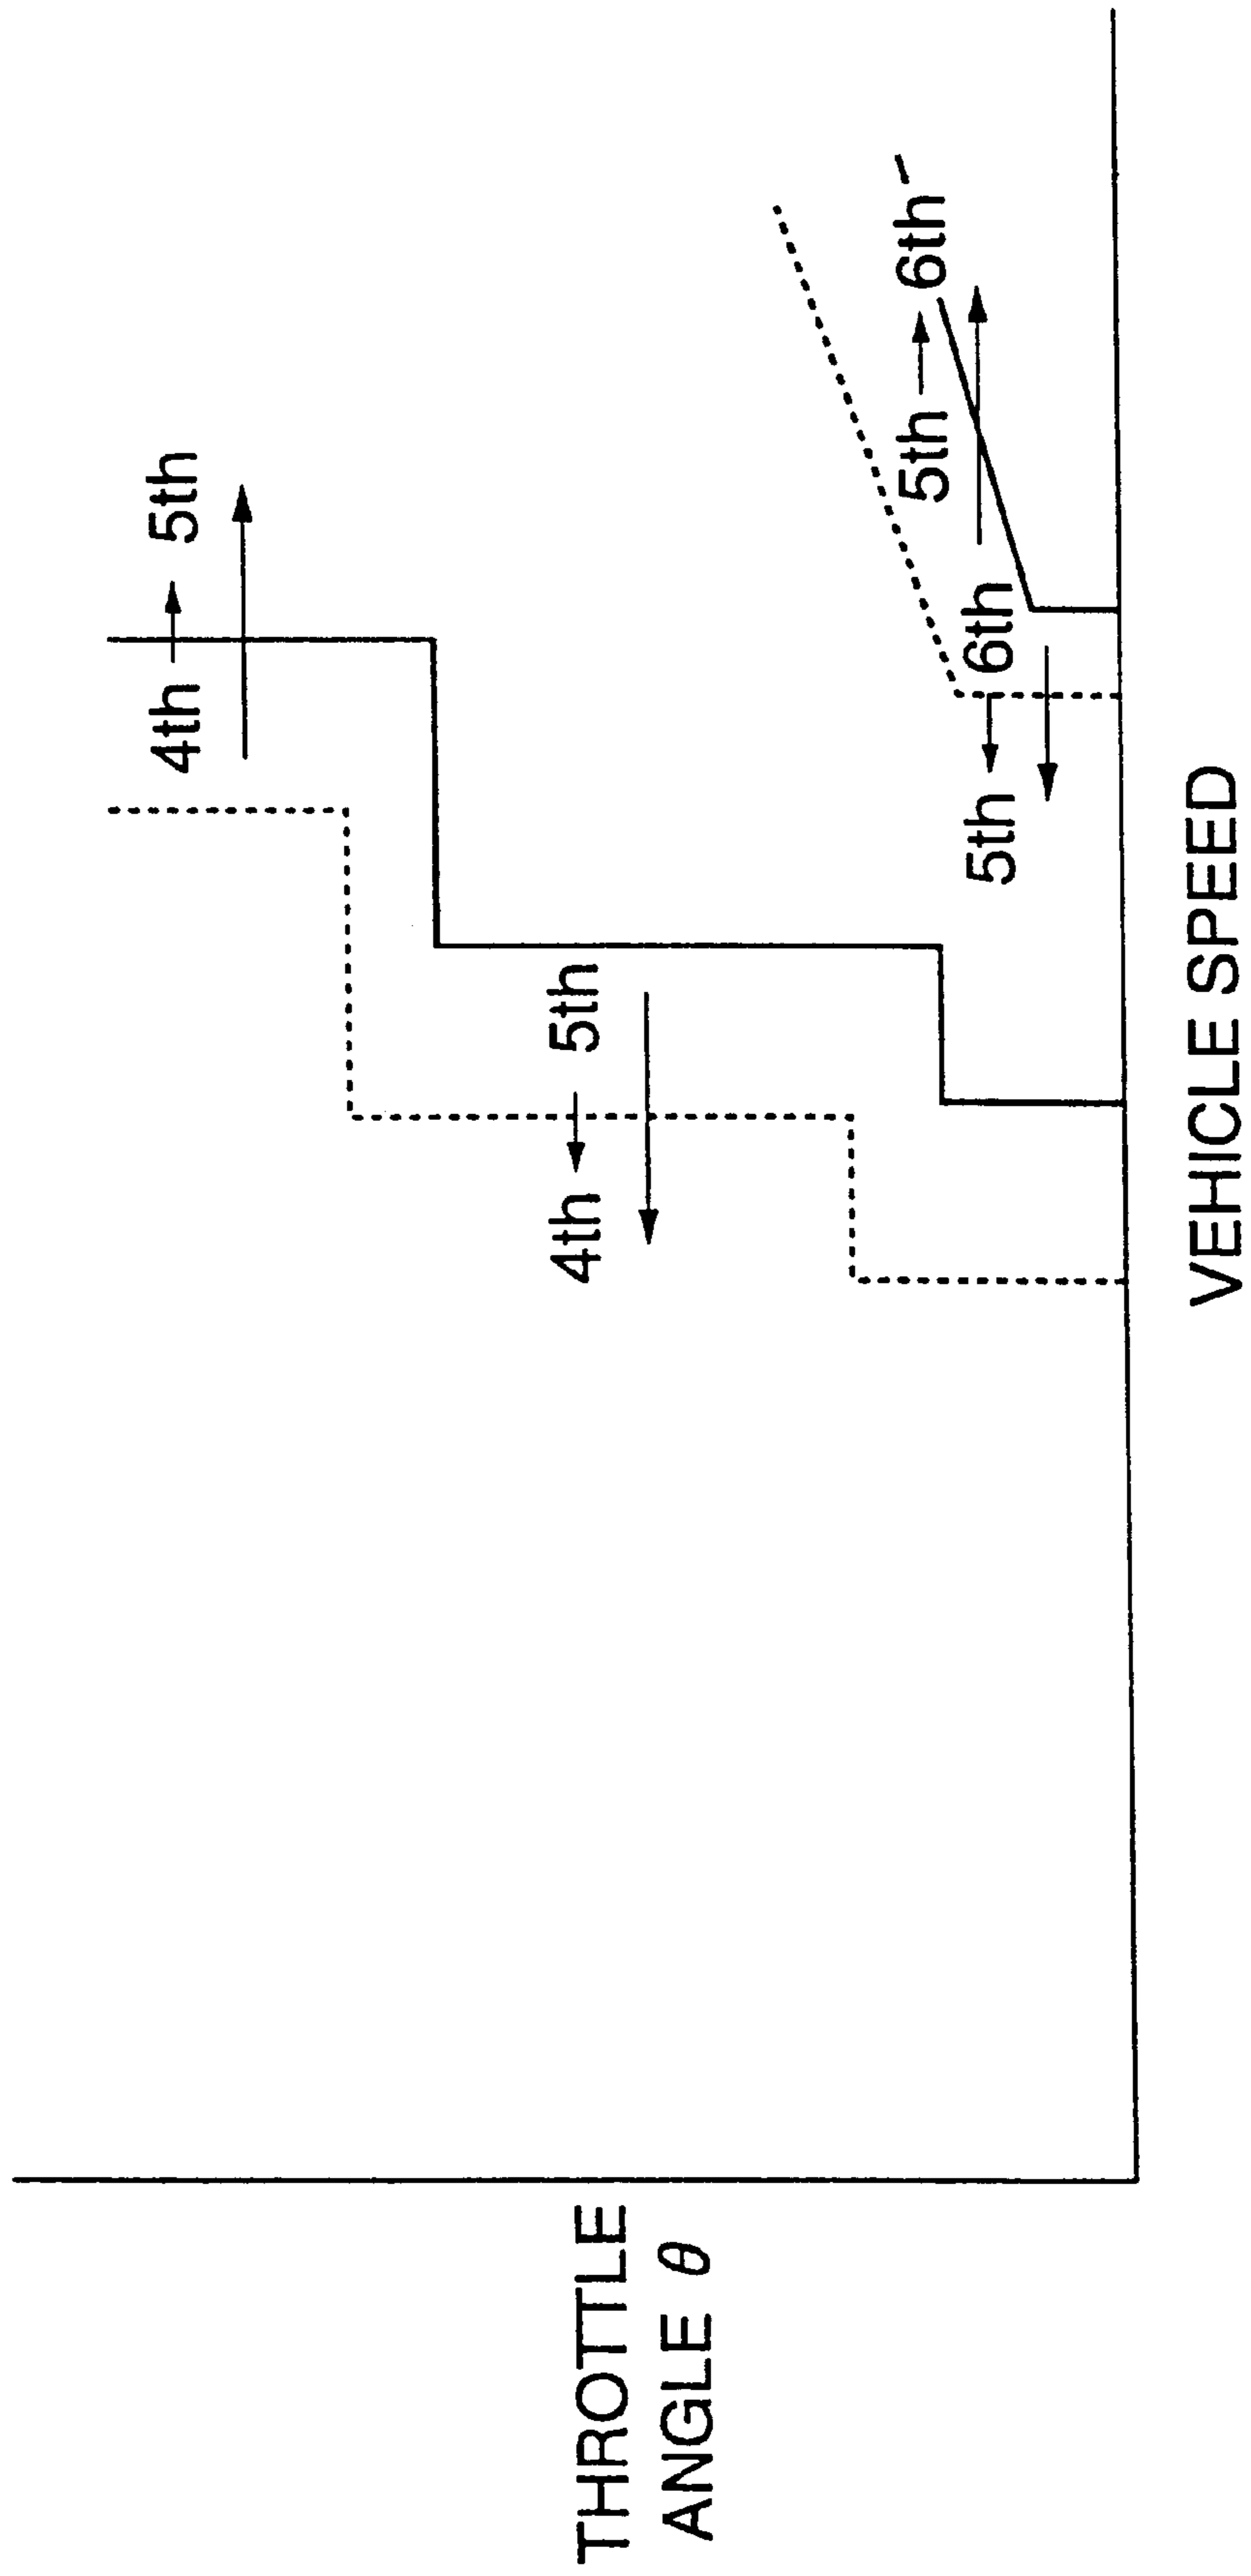 4th → 5th
4th ← 5th
5th → 6th
5th ← 6th
THROTTLE
ANGLE θ
VEHICLE SPEED